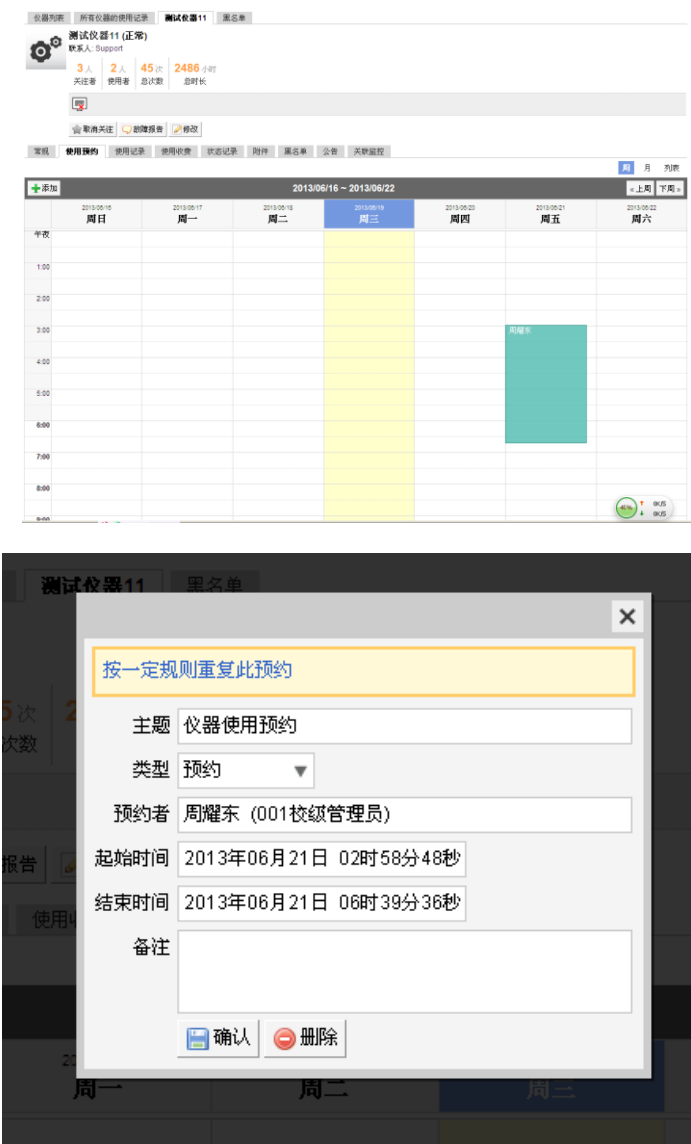 仪器列表 所有仪器的使用记录 测试仪器11 黑名单
测试仪器11 (正常)
联系人: Support
3人 2人 45次 2486小时
关注者 使用者 总次数 总时长
取消关注 故障报告 修改
常规 使用预约 使用记录 使用收费 状态记录 附件 黑名单 公告 关联监控
周 月 列表
添加 2013/06/16 ~ 2013/06/22 «上周 下周»
2013/06/16 2013/06/17 2013/06/18 2013/06/19 2013/06/20 2013/06/21 2013/06/22
周日 周一 周二 周三 周四 周五 周六
午夜
1:00
2:00
3:00 周耀东
4:00
5:00
6:00
7:00
8:00
0K/S
0K/S
9:00
测试仪器11 黑名单
5次 2
次数
报告
使用收
按一定规则重复此预约
主题 仪器使用预约
类型 预约
预约者 周耀东 (001校级管理员)
起始时间 2013年06月21日 02时58分48秒
结束时间 2013年06月21日 06时39分36秒
备注
确认 删除
20
周一 周二 周三